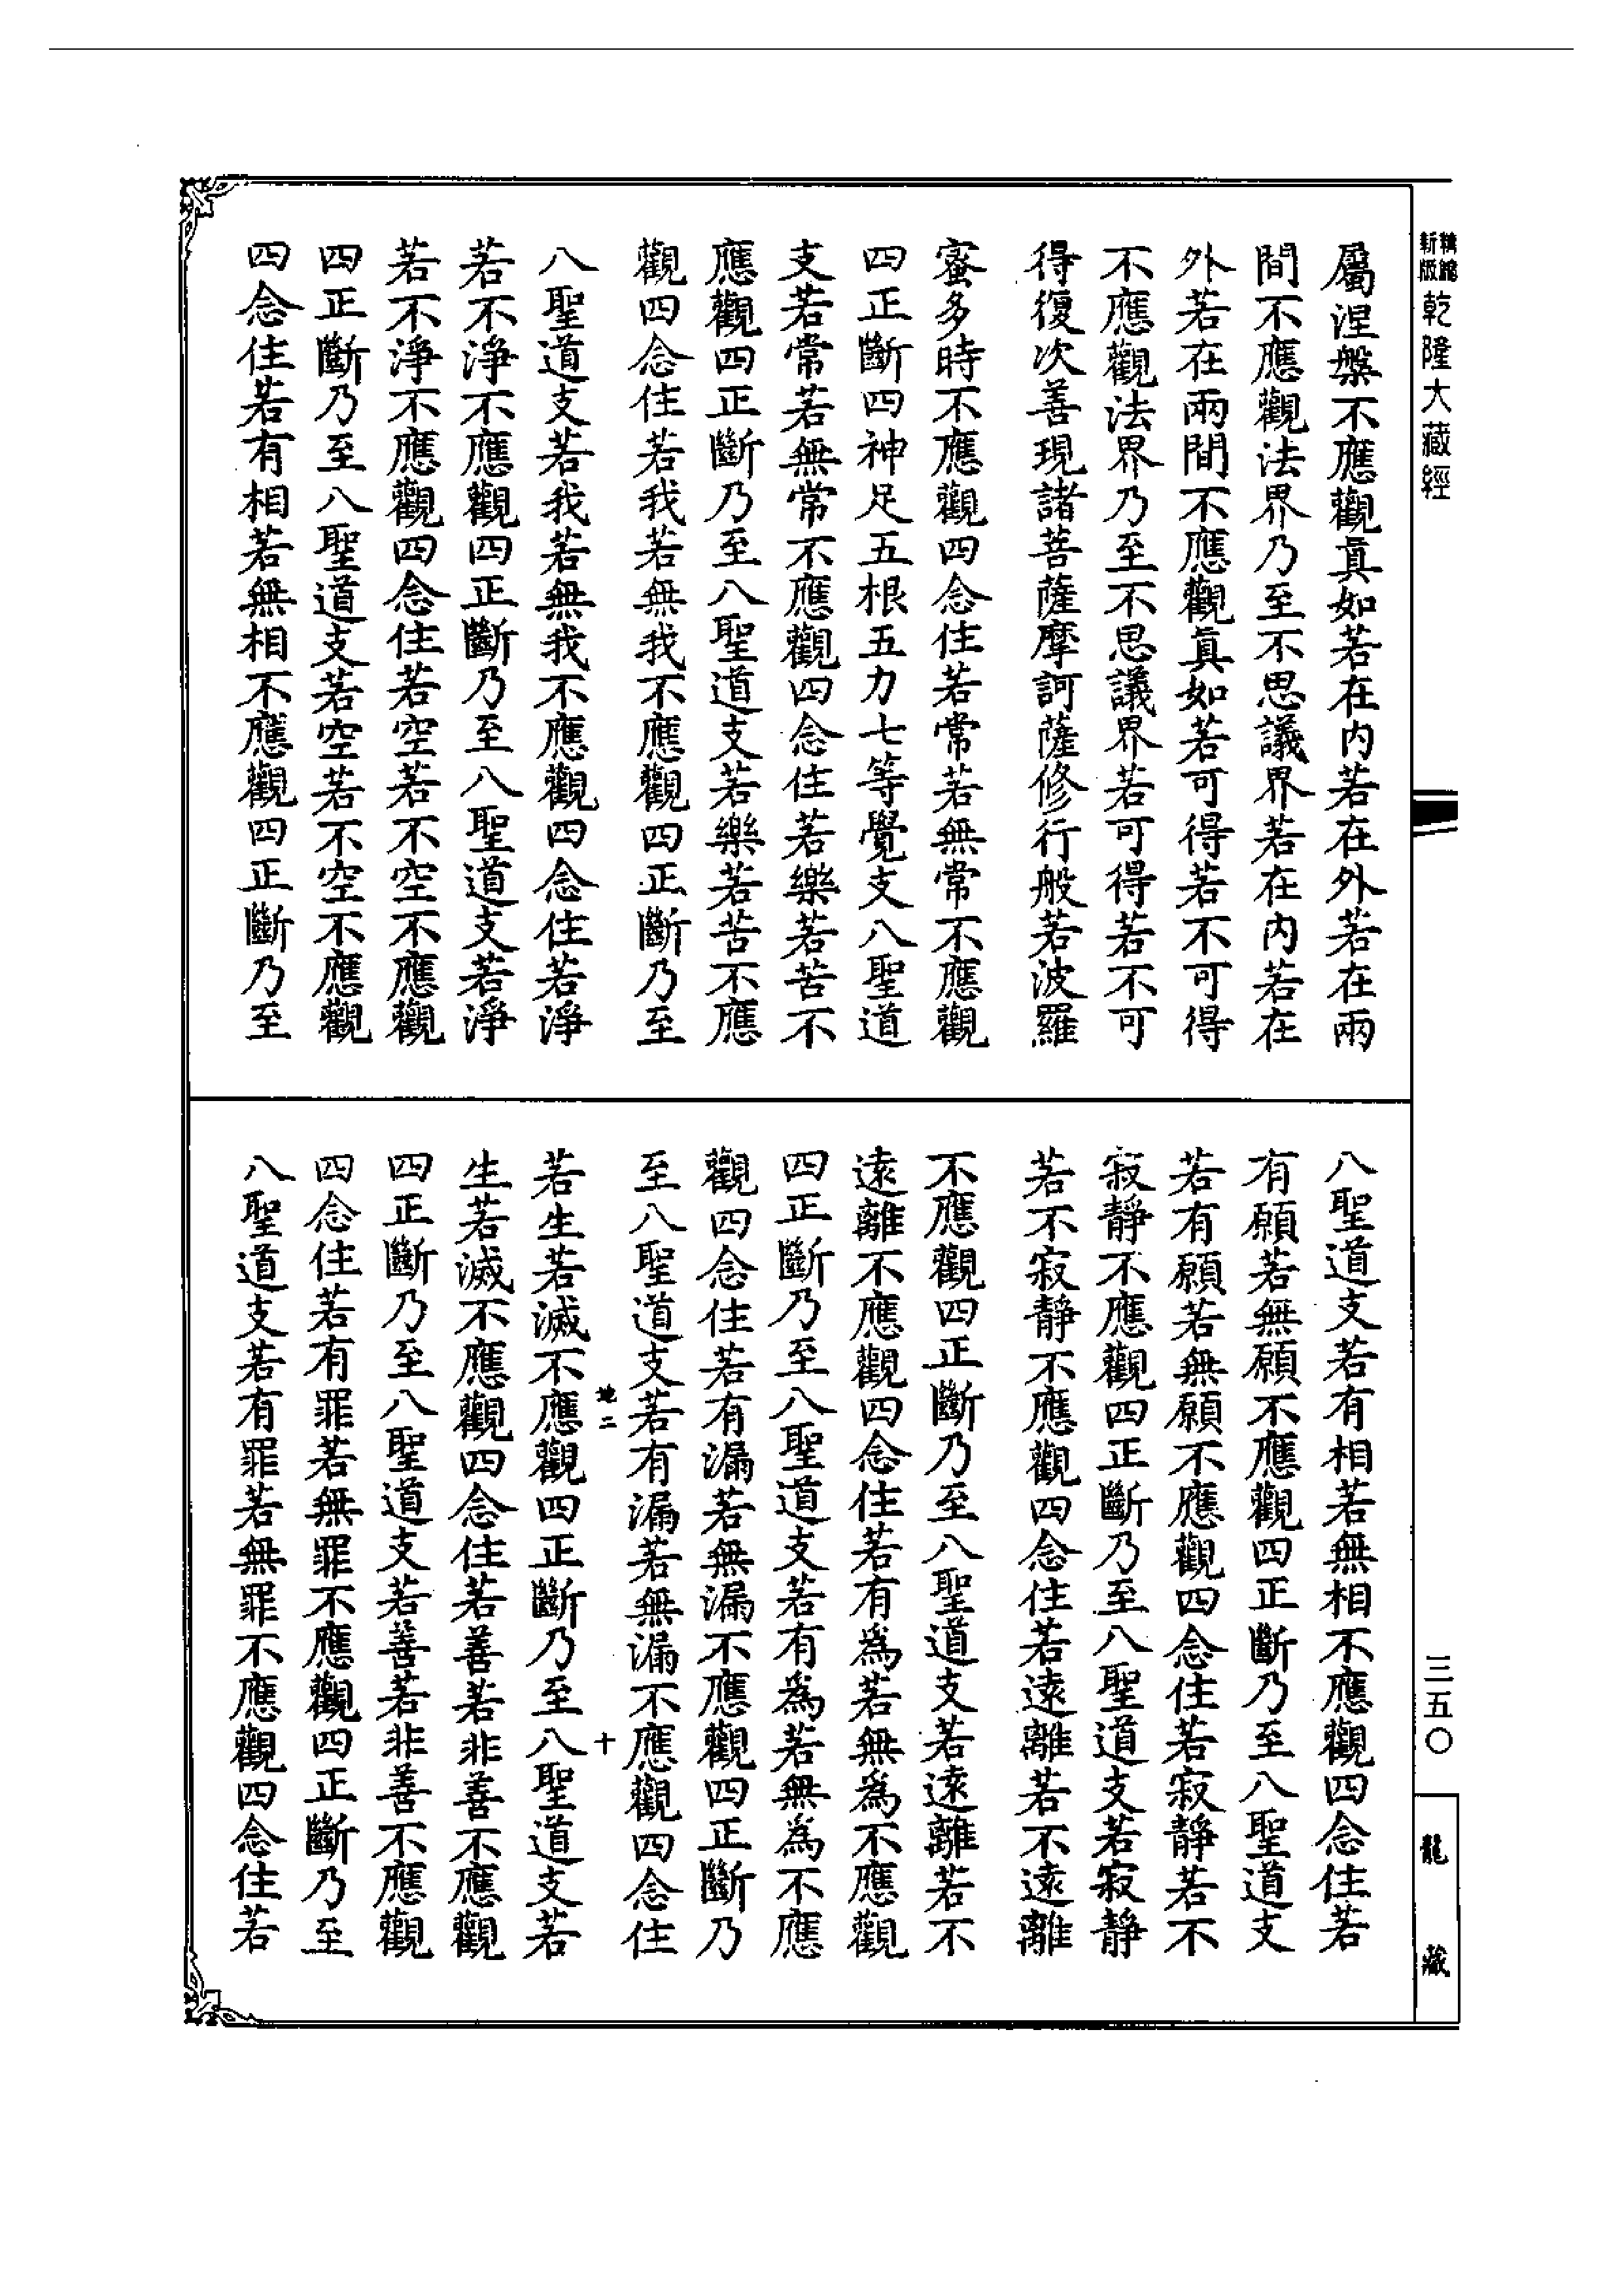 新版
精縮
乾隆大藏經
屬涅槃不應觀真如若在內若在外若在兩
間不應觀法界乃至不思議界若在內若在
外若在兩間不應觀真如若可得若不可得
不應觀法界乃至不思議界若可得若不可
得復次善現諸菩薩摩訶薩修行般若波羅
蜜多時不應觀四念住若常若無常不應觀
四正斷四神足五根五力七等覺支八聖道
支若常若無常不應觀四念住若樂若苦不
應觀四正斷乃至八聖道支若樂若苦不應
觀四念住若我若無我不應觀四正斷乃至
八聖道支若我若無我不應觀四念住若淨
若不淨不應觀四正斷乃至八聖道支若淨
若不淨不應觀四念住若空若不空不應觀
四正斷乃至八聖道支若空若不空不應觀
四念住若有相若無相不應觀四正斷乃至
八聖道支若有相若無相不應觀四念住若
有願若無願不應觀四正斷乃至八聖道支
若有願若無願不應觀四念住若寂靜若不
寂靜不應觀四正斷乃至八聖道支若寂靜
若不寂靜不應觀四念住若遠離若不遠離
不應觀四正斷乃至八聖道支若遠離若不
遠離不應觀四念住若有為若無為不應觀
四正斷乃至八聖道支若有為若無為不應
觀四念住若有漏若無漏不應觀四正斷乃
至八聖道支若有漏若無漏不應觀四念住
地二 十
若生若滅不應觀四正斷乃至八聖道支若
生若滅不應觀四念住若善若非善不應觀
四正斷乃至八聖道支若善若非善不應觀
四念住若有罪若無罪不應觀四正斷乃至
八聖道支若有罪若無罪不應觀四念住若
三五〇
龍藏